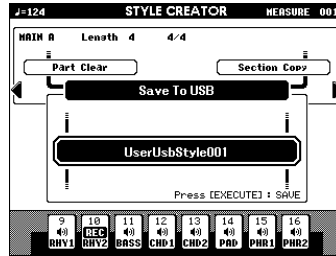 ♩=124 STYLE CREATOR MEASURE 001
MAIN A Length 4 4/4
Part Clear Section Copy
Save To USB
UserUsbStyle001
Press [EXECUTE] : SAVE
9 10 11 12 13 14 15 16
REC
RHY1 RHY2 BASS CHD1 CHD2 PAD PHR1 PHR2